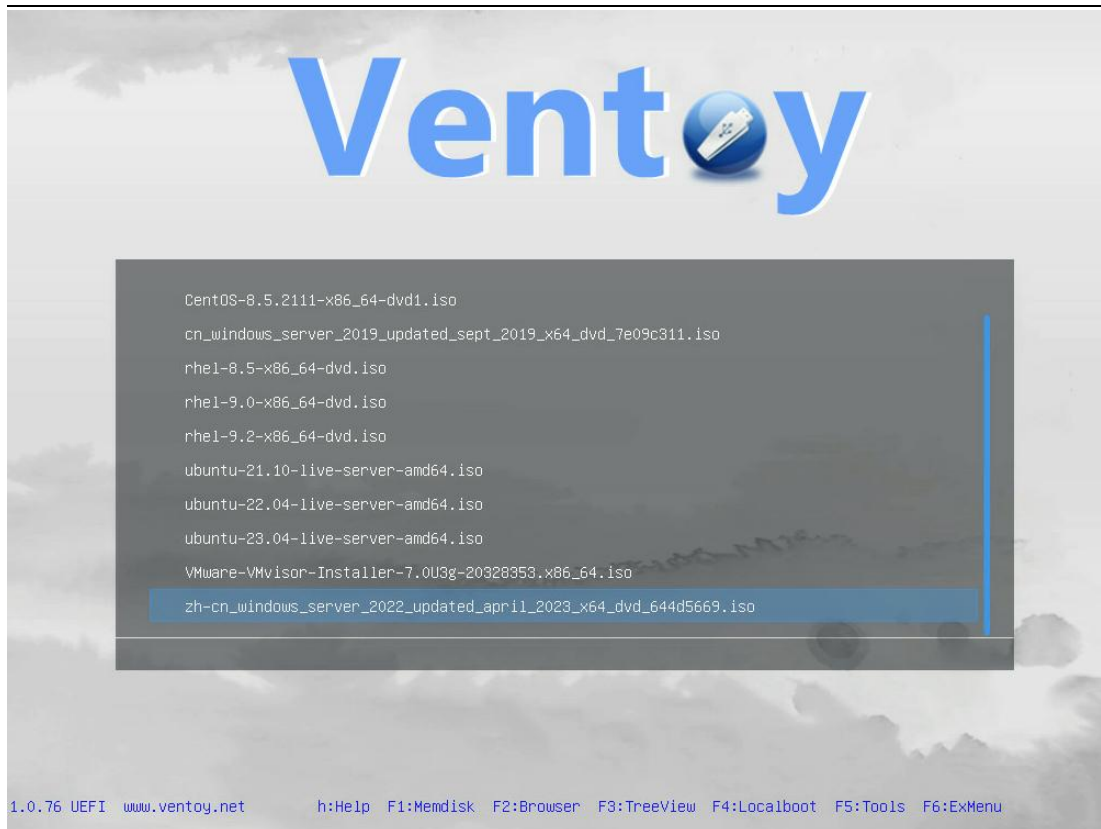 Ventoy
CentOS-8.5.2111-x86_64-dvd1.iso
cn_windows_server_2019_updated_sept_2019_x64_dvd_7e09c311.iso
rhel-8.5-x86_64-dvd.iso
rhel-9.0-x86_64-dvd.iso
rhel-9.2-x86_64-dvd.iso
ubuntu-21.10-live-server-amd64.iso
ubuntu-22.04-live-server-amd64.iso
ubuntu-23.04-live-server-amd64.iso
VMware-VMvisor-Installer-7.0U3g-20328353.x86_64.iso
zh-cn_windows_server_2022_updated_april_2023_x64_dvd_644d5669.iso
1.0.76 UEFI www.ventoy.net h:Help F1:Memdisk F2:Browser F3:TreeView F4:Localboot F5:Tools F6:ExMenu